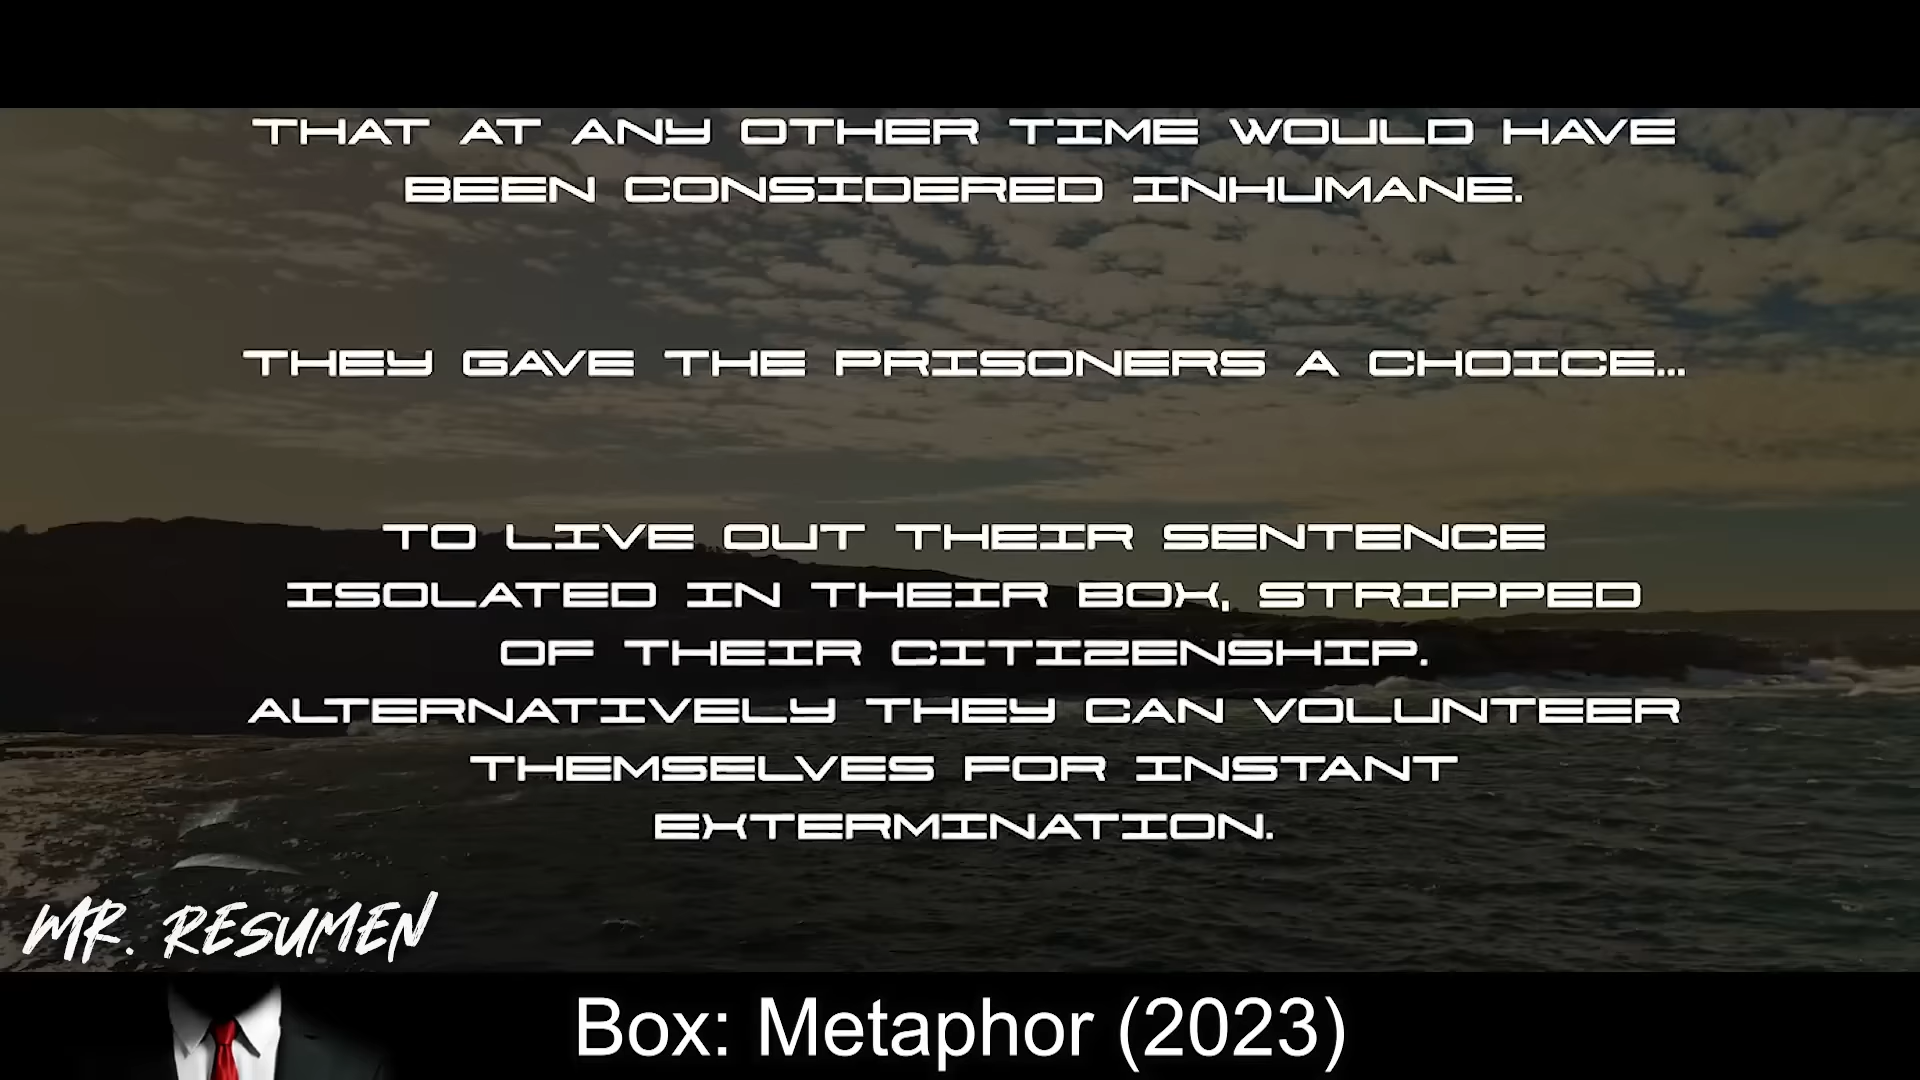 THAT AT ANY OTHER TIME WOULD HAVE
BEEN CONSIDERED INHUMANE.
THEY GAVE THE PRISONERS A CHOICE...
TO LIVE OUT THEIR SENTENCE
ISOLATED IN THEIR BOX, STRIPPED
OF THEIR CITIZENSHIP.
ALTERNATIVELY THEY CAN VOLUNTEER
THEMSELVES FOR INSTANT
EXTERMINATION.
MR. RESUMEN
Box: Metaphor (2023)